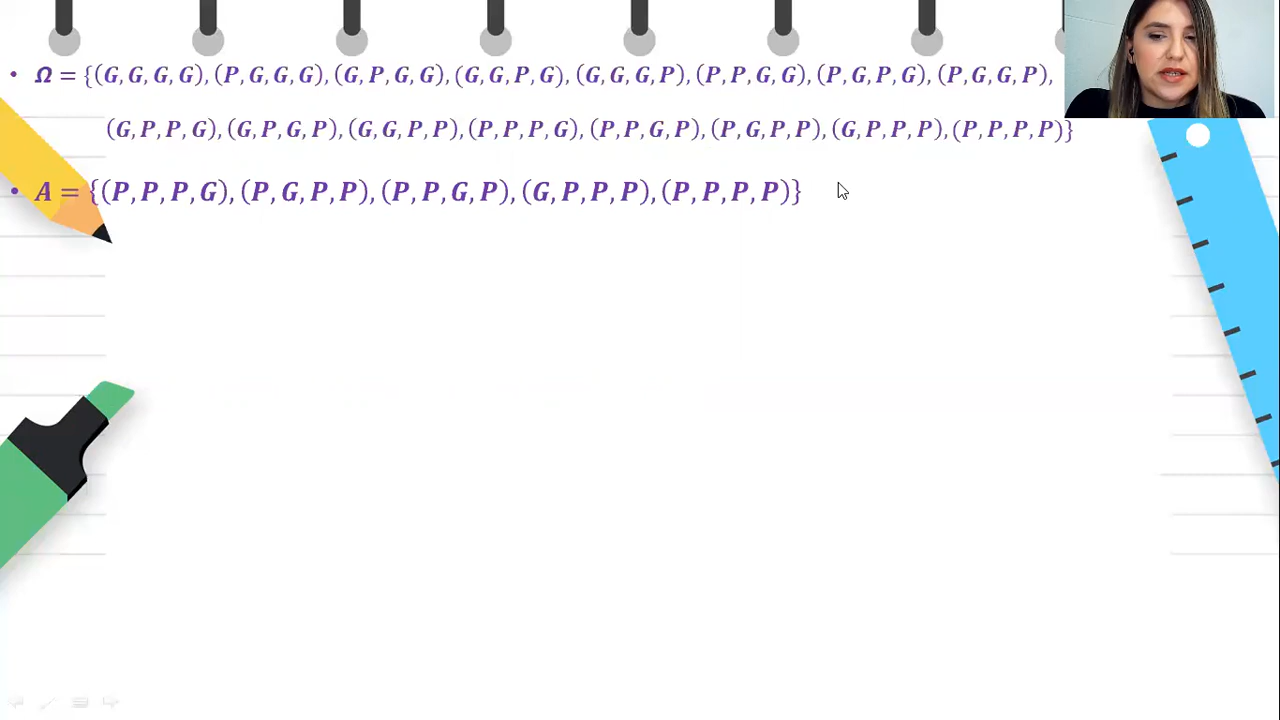 • Ω = {(G, G, G, G), (P, G, G, G), (G, P, G, G), (G, G, P, G), (G, G, G, P), (P, P, G, G), (P, G, P, G), (P, G, G, P),
(G, P, P, G), (G, P, G, P), (G, G, P, P), (P, P, P, G), (P, P, G, P), (P, G, P, P), (G, P, P, P), (P, P, P, P)}
• A = {(P, P, P, G), (P, G, P, P), (P, P, G, P), (G, P, P, P), (P, P, P, P)}